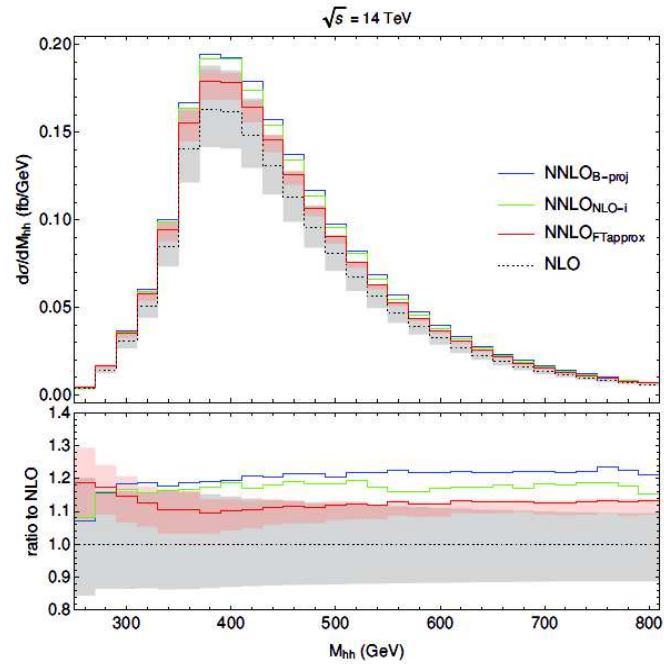 √s = 14 TeV
0.20
0.15
0.10
0.05
0.00
dσ/dMhh (fb/GeV)
NNLOB-proj
NNLONLO-i
NNLOFTapprox
NLO
1.4
1.3
1.2
1.1
1.0
0.9
0.8
ratio to NLO
300 400 500 600 700 800
Mhh (GeV)